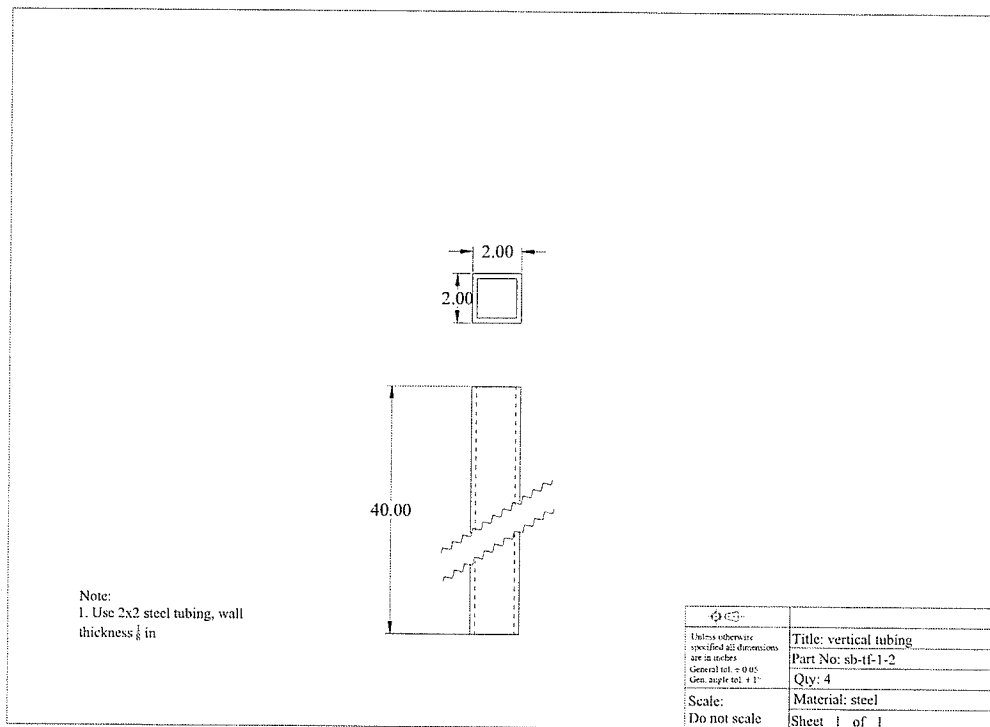 2.00
2.00
40.00
Note:
1. Use 2x2 steel tubing, wall
thickness 1/8 in
Unless otherwise
specified all dimensions
are in inches
General tol. ± 0.05
Gen. angle tol. ± 1°
Scale:
Do not scale
Title: vertical tubing
Part No: sb-tf-1-2
Qty: 4
Material: steel
Sheet 1 of 1